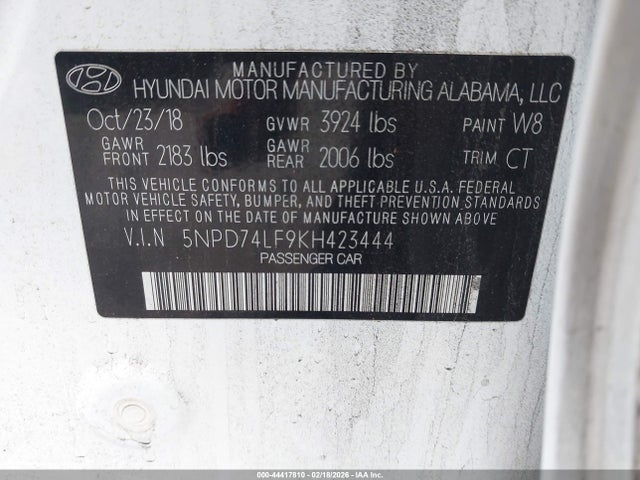 MANUFACTURED BY
HYUNDAI MOTOR MANUFACTURING ALABAMA, LLC
Oct/23/18 GVWR 3924 lbs PAINT W8
GAWR FRONT 2183 lbs GAWR REAR 2006 lbs TRIM CT
THIS VEHICLE CONFORMS TO ALL APPLICABLE U.S.A. FEDERAL
MOTOR VEHICLE SAFETY, BUMPER, AND THEFT PREVENTION STANDARDS
IN EFFECT ON THE DATE OF MANUFACTURE SHOWN ABOVE
V.I.N 5NPD74LF9KH423444
PASSENGER CAR
000-44417810 - 02/18/2026 - COPART